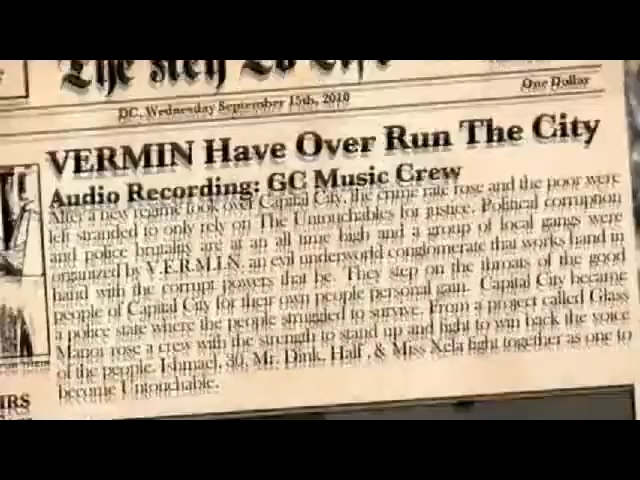 DC, Wednesday September 15th, 2010
One Dollar
VERMIN Have Over Run The City
Audio Recording: GC Music Crew
After a new regime took over Capital City, the crime rate rose and the poor were
left stranded to only rely on The Untouchables for justice. Political corruption
and police brutality are at an all time high and a group of local gangs were
organized by V.E.R.M.I.N. an evil underworld conglomerate that works hand in
hand with the corrupt powers that be. They step on the throats of the good
people of Capital City for their own people personal gain. Capital City became
a police state where the people struggled to survive. From a project called Glass
Manor rose a crew with the strength to stand up and fight to win back the voice
of the people. Ishmael, 30, Mr. Dink, Half, & Miss Xela fight together as one to
become Untouchable.